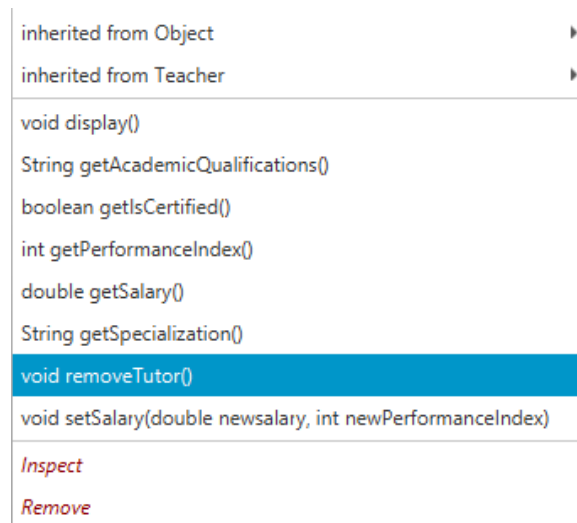 inherited from Object
inherited from Teacher
void display()
String getAcademicQualifications()
boolean getIsCertified()
int getPerformanceIndex()
double getSalary()
String getSpecialization()
void removeTutor()
void setSalary(double newsalary, int newPerformanceIndex)
Inspect
Remove